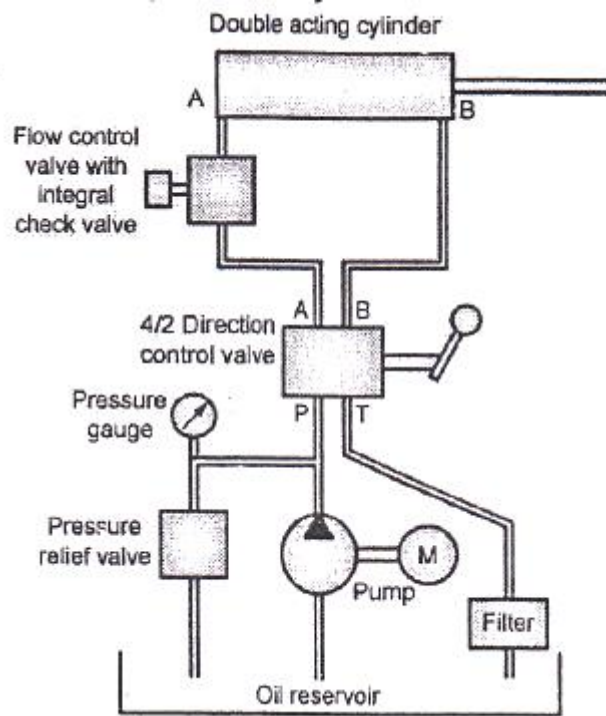 Double acting cylinder
A
B
Flow control
valve with
integral
check valve
A B
4/2 Direction
control valve
P T
Pressure
gauge
Pressure
relief valve
M
Pump
Filter
Oil reservoir